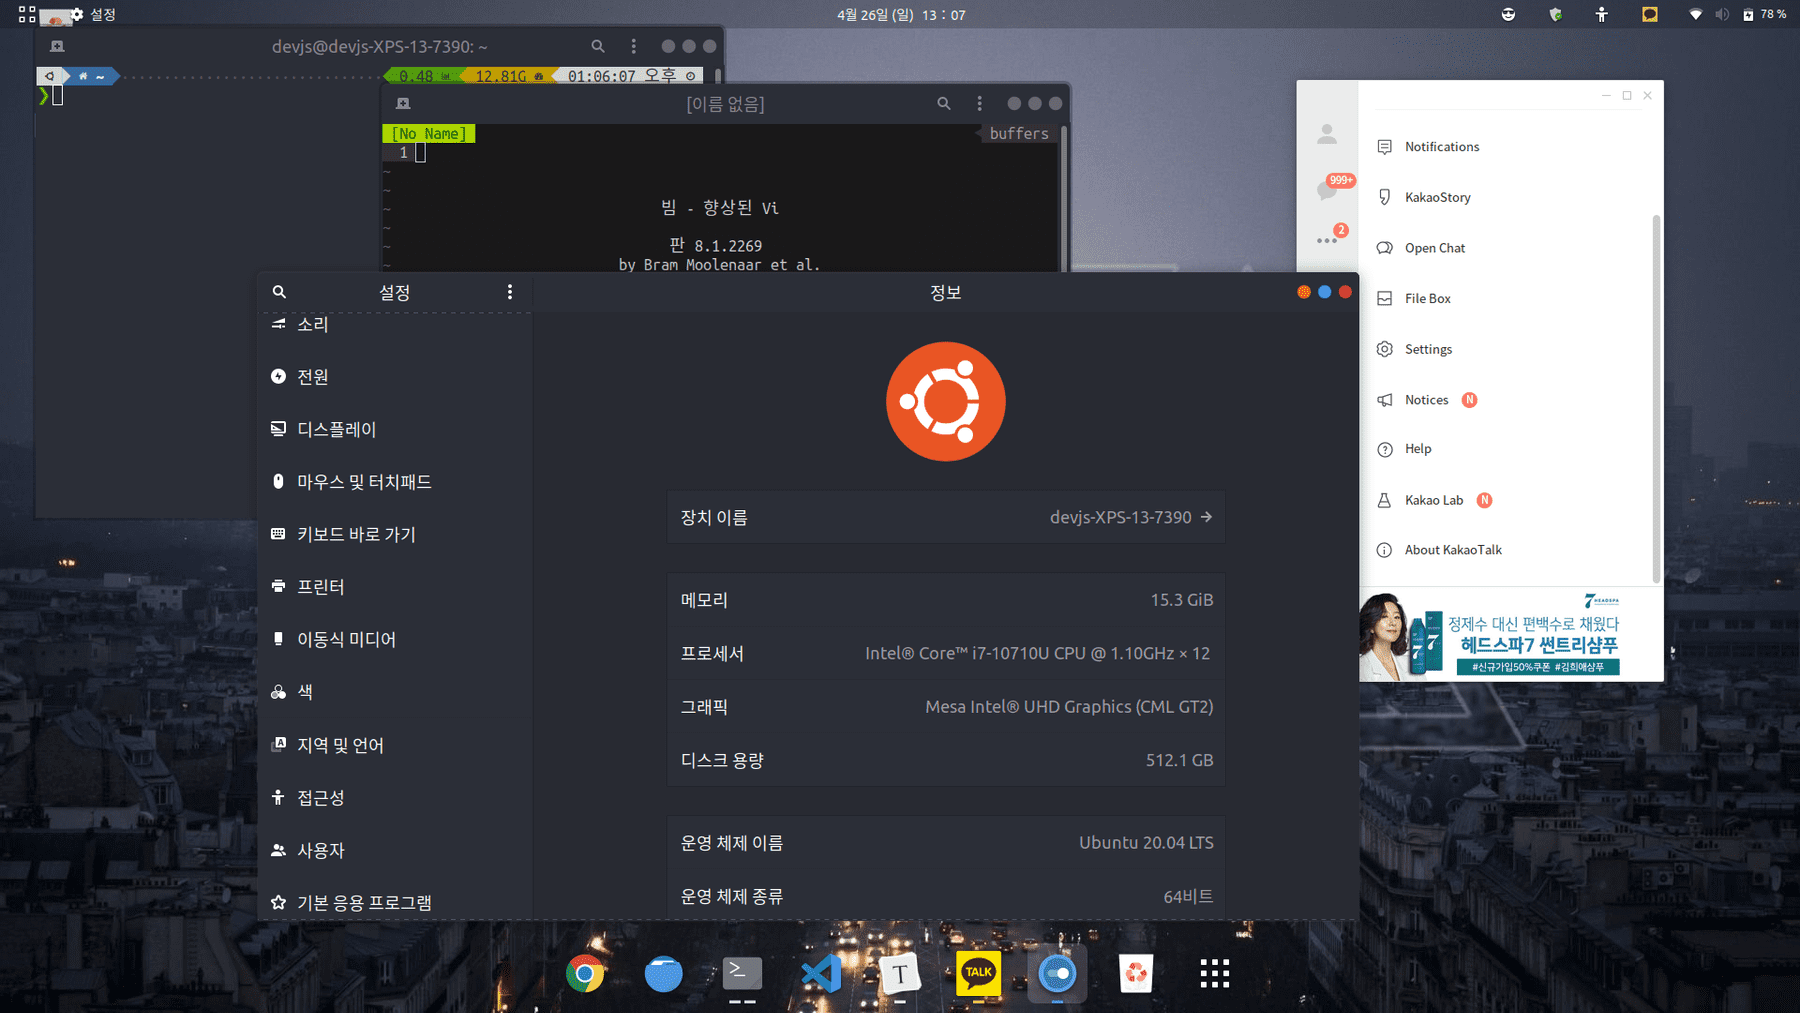 설정
4월 26일 (일) 13 : 07
78 %
devjs@devjs-XPS-13-7390: ~
~
0.48
12.81G
01:06:07 오후
❯
[이름 없음]
[No Name]
buffers
1
~
~
~
~
~
~
빔 - 향상된 Vi
판 8.1.2269
by Bram Moolenaar et al.
999+
2
Notifications
KakaoStory
Open Chat
File Box
Settings
Notices N
Help
Kakao Lab N
About KakaoTalk
7 HEADSPA
정제수 대신 편백수로 채웠다
헤드스파7 썬트리샴푸
#신규가입50%쿠폰 #김희애샴푸
7
7
설정
정보
소리
전원
디스플레이
마우스 및 터치패드
키보드 바로 가기
프린터
이동식 미디어
색
지역 및 언어
접근성
사용자
기본 응용 프로그램
장치 이름 devjs-XPS-13-7390
메모리 15.3 GiB
프로세서 Intel® Core™ i7-10710U CPU @ 1.10GHz × 12
그래픽 Mesa Intel® UHD Graphics (CML GT2)
디스크 용량 512.1 GB
운영 체제 이름 Ubuntu 20.04 LTS
운영 체제 종류 64비트
>_
T
TALK